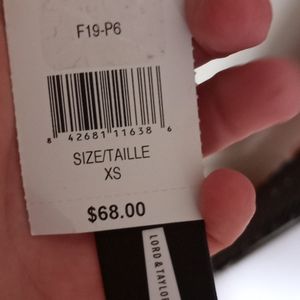 F19-P6
8 42681 11638 6
SIZE/TAILLE
XS
$68.00
LORD & TAYLOR